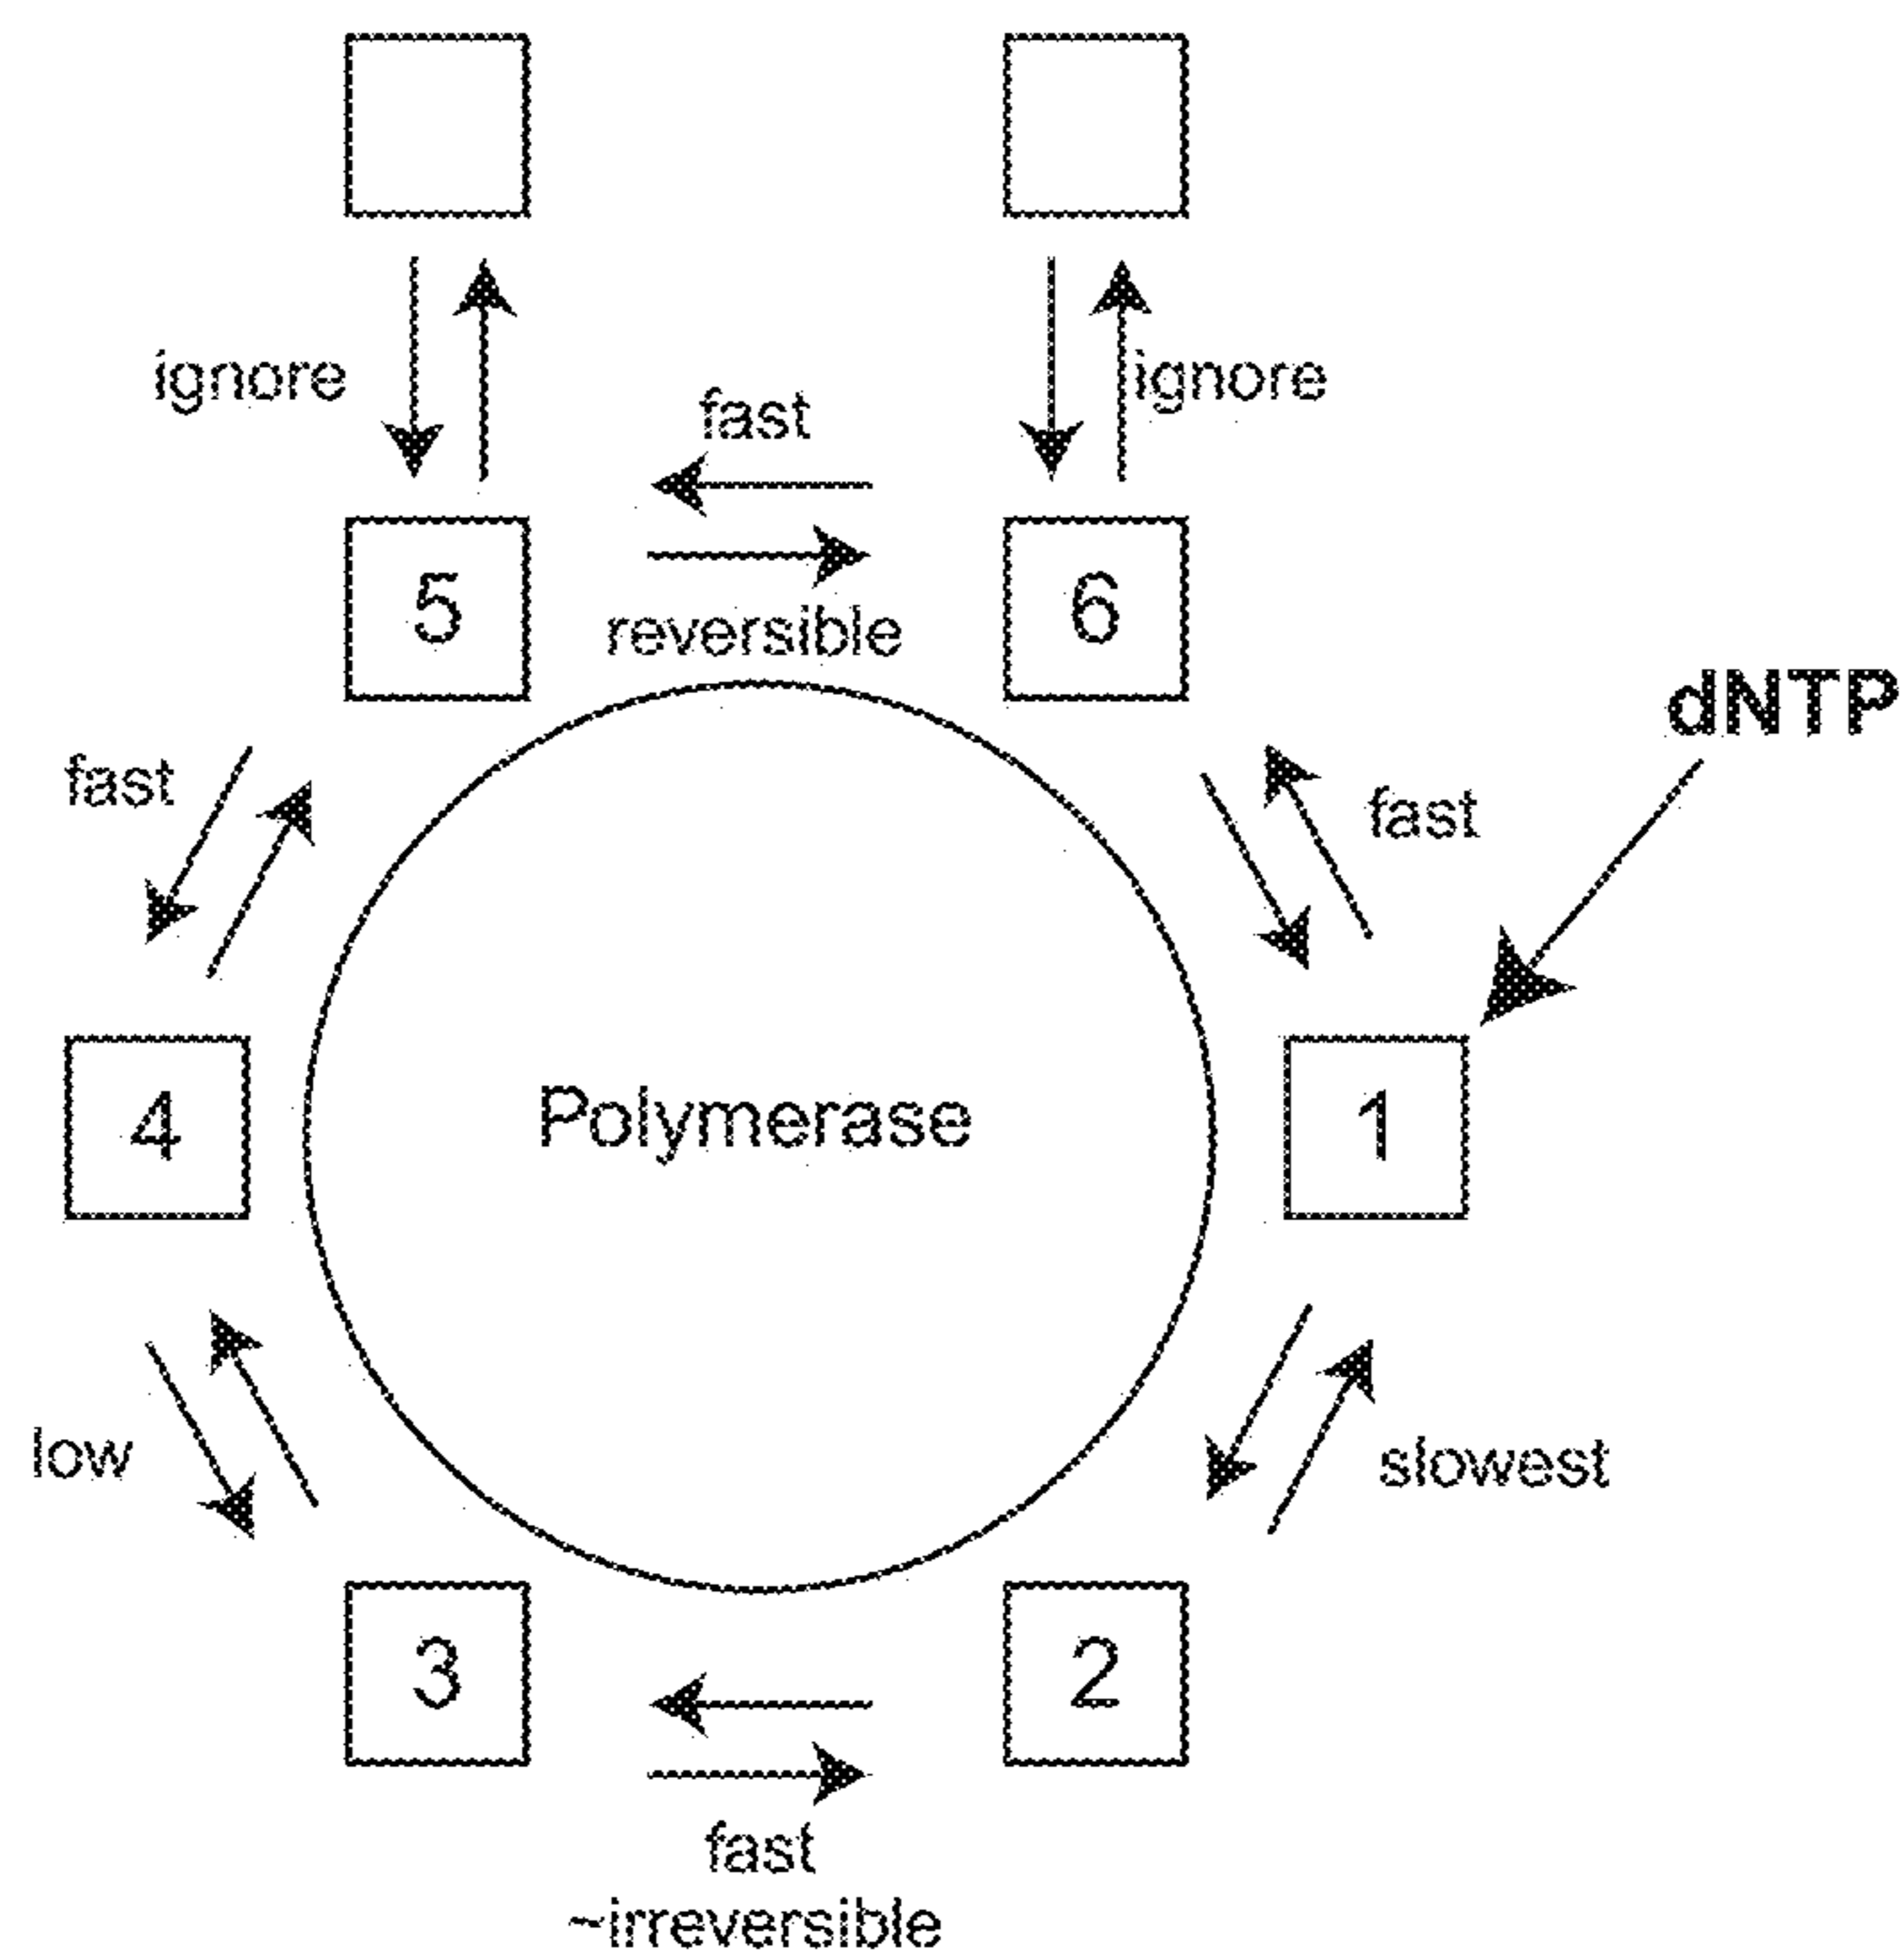 ignore
ignore
fast
5
6
reversible
dNTP
fast
fast
4
Polymerase
1
low
slowest
3
2
fast
~irreversible